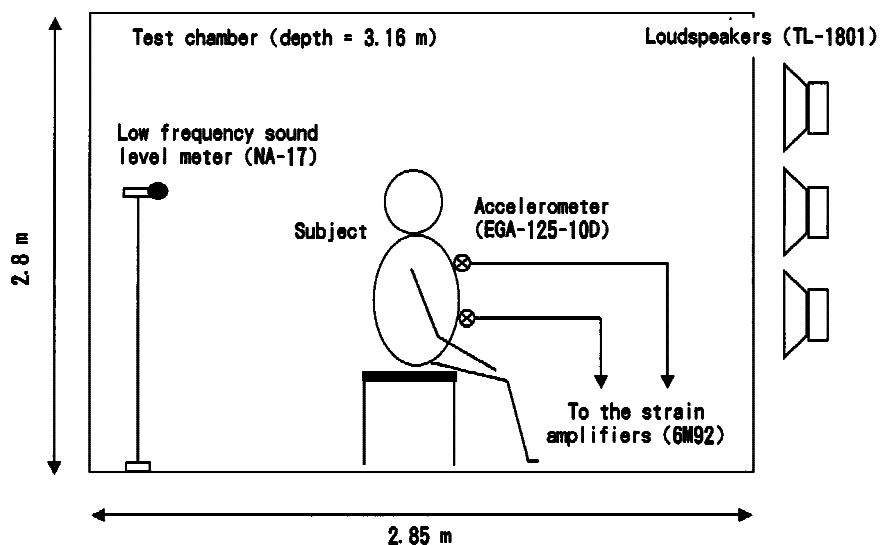 Test chamber (depth = 3.16 m)
Loudspeakers (TL-1801)
Low frequency sound
level meter (NA-17)
Accelerometer
(EGA-125-10D)
Subject
2.8 m
To the strain
amplifiers (6M92)
2.85 m